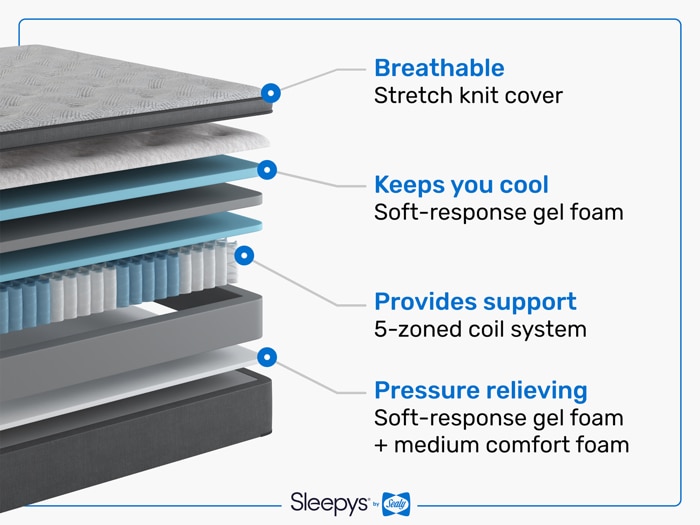 Breathable
Stretch knit cover
Keeps you cool
Soft-response gel foam
Provides support
5-zoned coil system
Pressure relieving
Soft-response gel foam
+ medium comfort foam
Sleepys® by Sealy